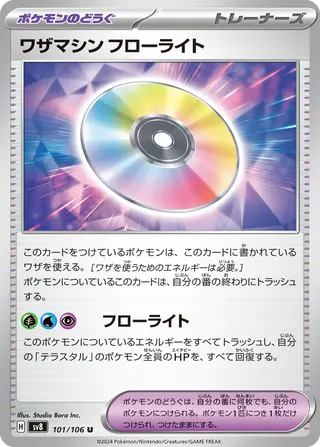 ポケモンのどうぐ
トレーナーズ
ワザマシン フローライト
このカードをつけているポケモンは、このカードに書かれている
ワザを使える。[ワザを使うためのエネルギーは必要。]
ポケモンについているこのカードは、自分の番の終わりにトラッシュ
する。
フローライト
このポケモンについているエネルギーをすべてトラッシュし、自分
の「テラスタル」のポケモン全員のHPを、すべて回復する。
Illus. Studio Bora Inc.
H sv8 101/106 U
ポケモンのどうぐは、自分の番に何枚でも
ポケモンにつけられる。ポケモン1匹につき1枚
だけつけられ、つけたままにする。
©2024 Pokémon/Nintendo/Creatures/GAME FREAK.